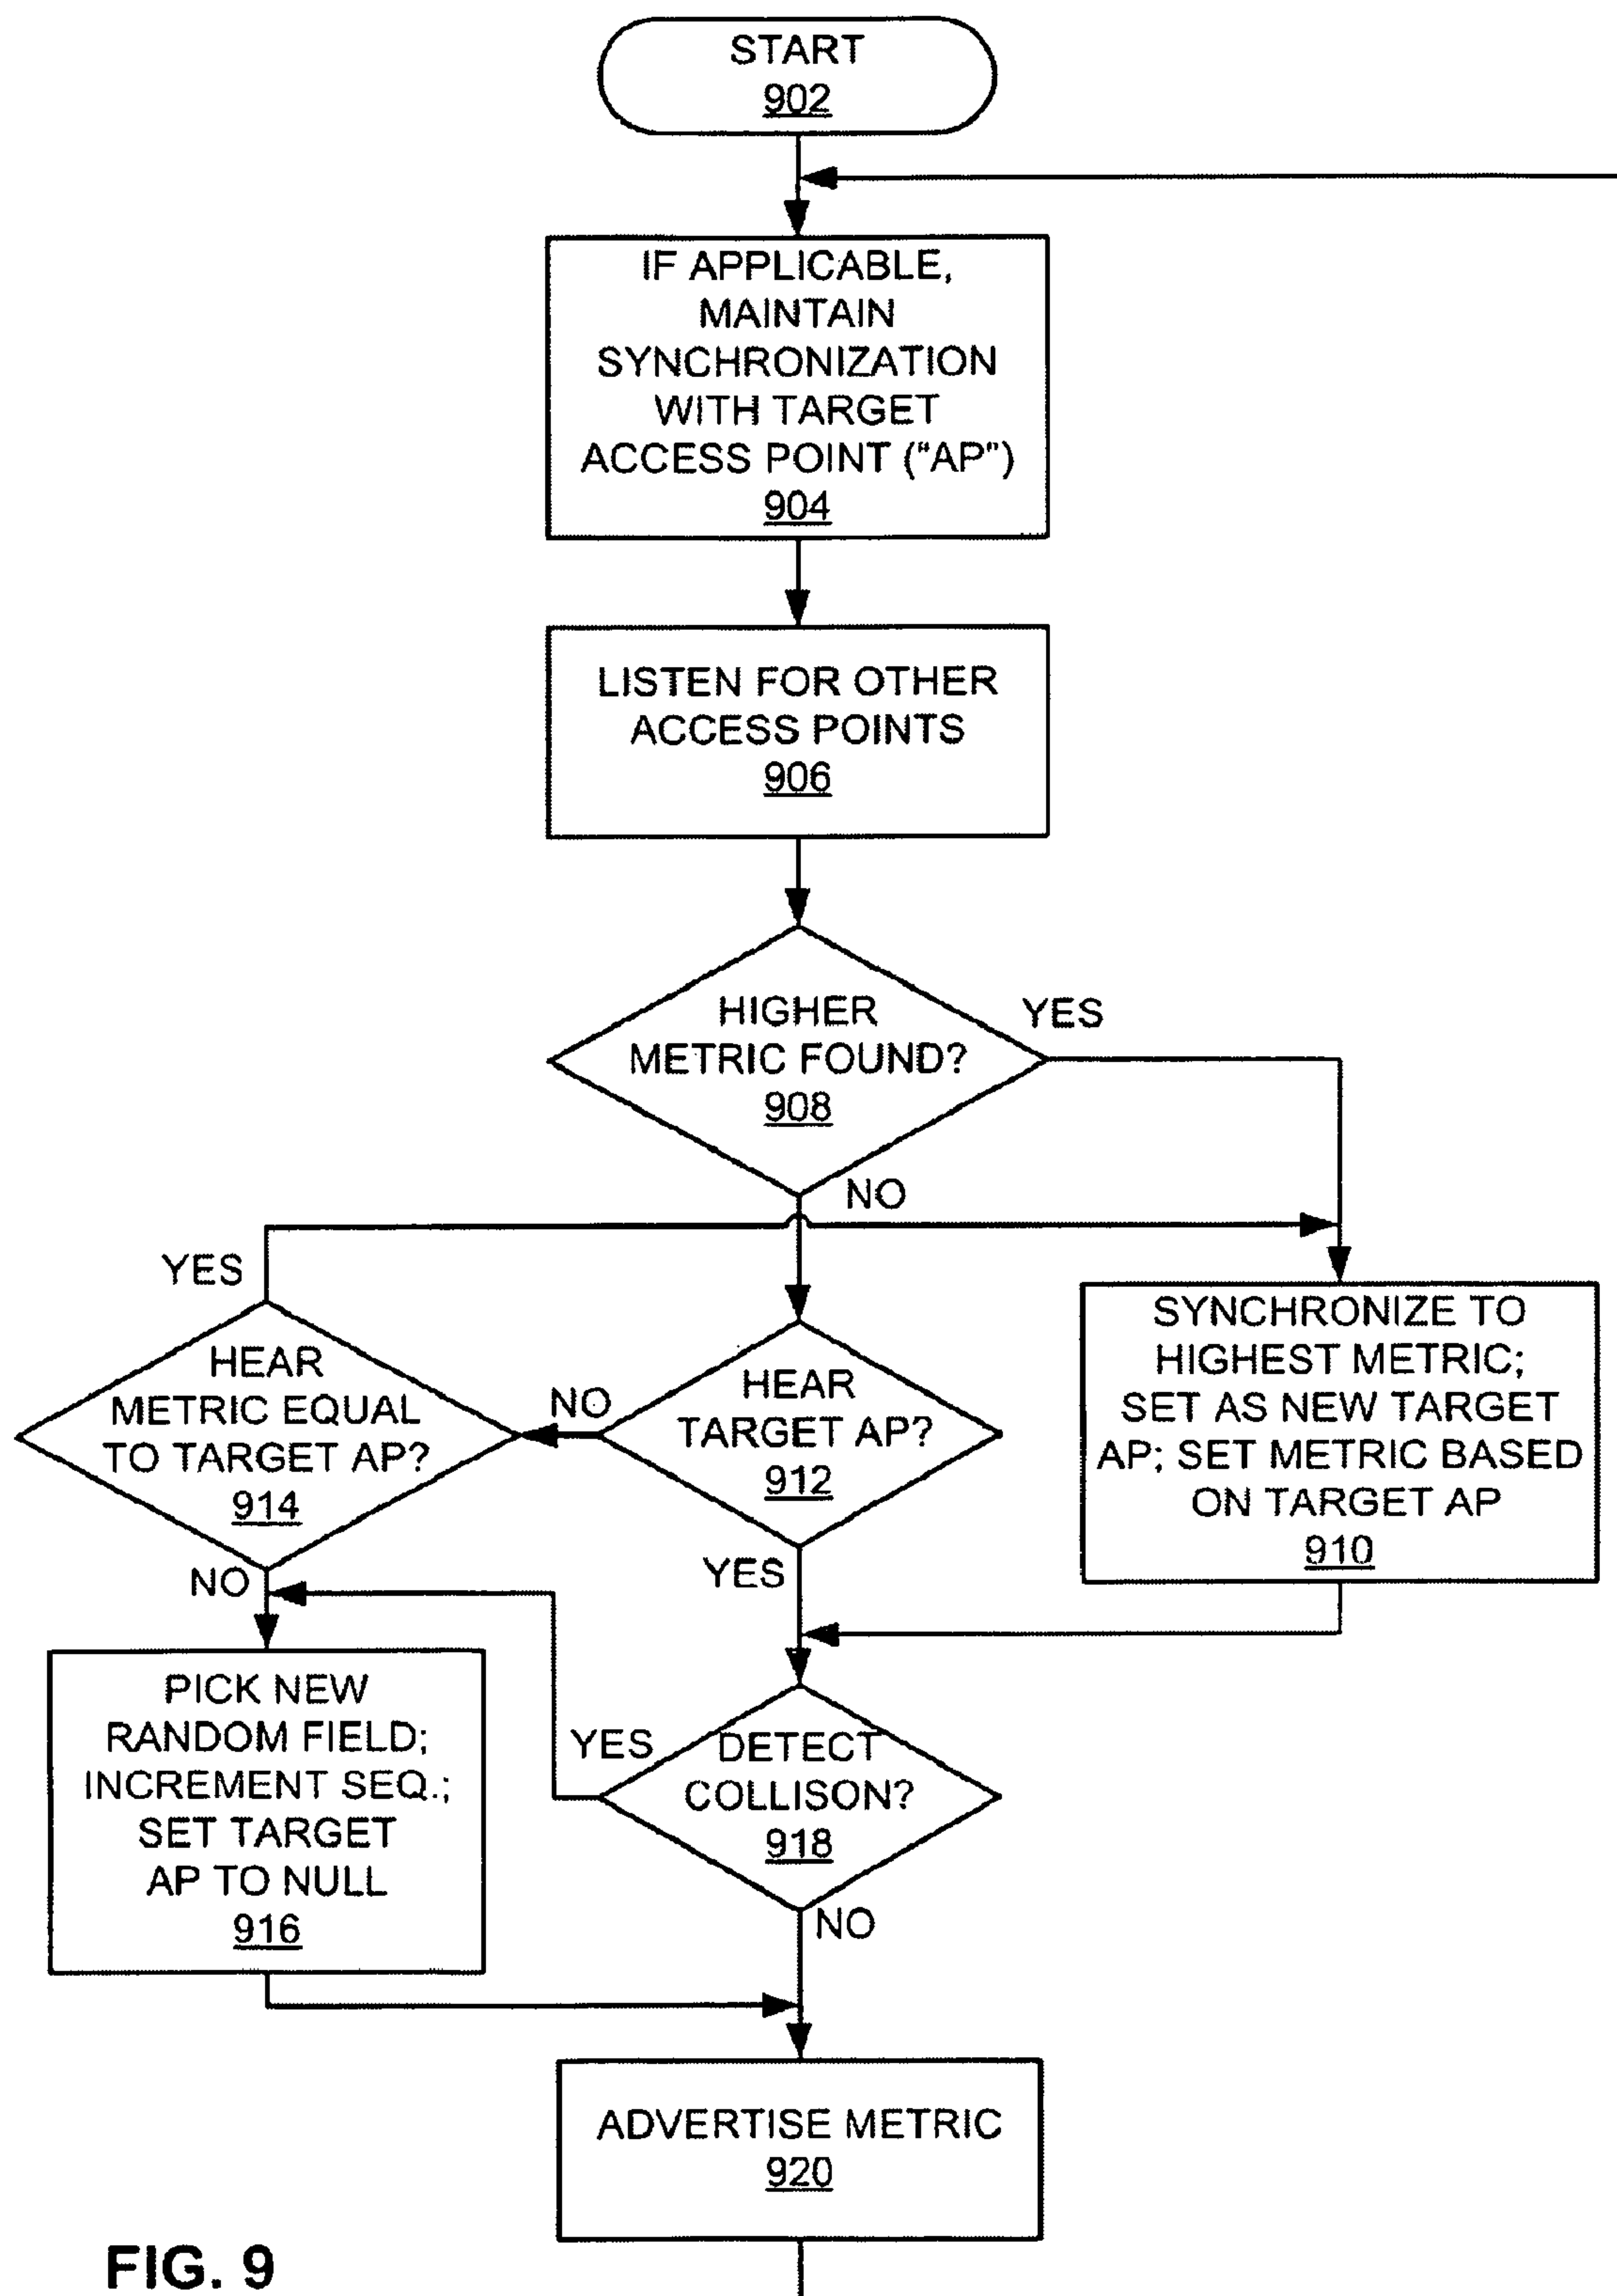 START
902
IF APPLICABLE,
MAINTAIN
SYNCHRONIZATION
WITH TARGET
ACCESS POINT ("AP")
904
LISTEN FOR OTHER
ACCESS POINTS
906
HIGHER
METRIC FOUND?
908
YES
NO
YES
HEAR
METRIC EQUAL
TO TARGET AP?
914
NO
HEAR
TARGET AP?
912
SYNCHRONIZE TO
HIGHEST METRIC;
SET AS NEW TARGET
AP; SET METRIC BASED
ON TARGET AP
910
NO
YES
PICK NEW
RANDOM FIELD;
INCREMENT SEQ.;
SET TARGET
AP TO NULL
916
YES
DETECT
COLLISON?
918
NO
ADVERTISE METRIC
920
FIG. 9